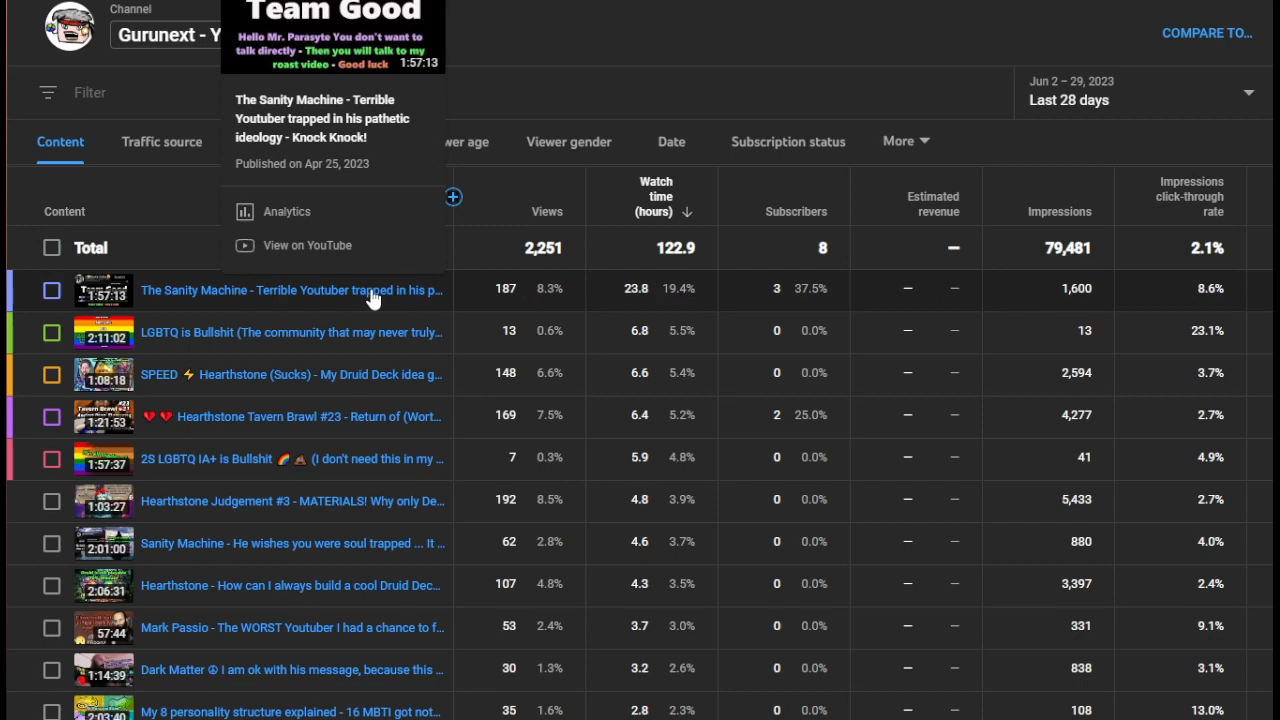 Channel
Gurunext - Y
Team Good
Hello Mr. Parasyte You don't want to
talk directly - Then you will talk to my
roast video - Good luck
1:57:13
COMPARE TO...
The Sanity Machine - Terrible
Youtuber trapped in his pathetic
ideology - Knock Knock!
Published on Apr 25, 2023
Analytics
View on YouTube
Filter
Jun 2 – 29, 2023
Last 28 days
Content Traffic source wer age Viewer gender Date Subscription status More
Content Views Watch time (hours) Subscribers Estimated revenue Impressions Impressions click-through rate
Total 2,251 122.9 8 — 79,481 2.1%
1:57:13 The Sanity Machine - Terrible Youtuber trapped in his p... 187 8.3% 23.8 19.4% 3 37.5% — — 1,600 8.6%
2:11:02 LGBTQ is Bullshit (The community that may never truly... 13 0.6% 6.8 5.5% 0 0.0% — — 13 23.1%
1:08:18 SPEED ⚡ Hearthstone (Sucks) - My Druid Deck idea g... 148 6.6% 6.6 5.4% 0 0.0% — — 2,594 3.7%
1:21:53 💔 💔 Hearthstone Tavern Brawl #23 - Return of (Wort... 169 7.5% 6.4 5.2% 2 25.0% — — 4,277 2.7%
1:57:37 2S LGBTQ IA+ is Bullshit 🌈 💩 (I don't need this in my ... 7 0.3% 5.9 4.8% 0 0.0% — — 41 4.9%
1:03:27 Hearthstone Judgement #3 - MATERIALS! Why only De... 192 8.5% 4.8 3.9% 0 0.0% — — 5,433 2.7%
2:01:00 Sanity Machine - He wishes you were soul trapped ... It ... 62 2.8% 4.6 3.7% 0 0.0% — — 880 4.0%
2:06:31 Hearthstone - How can I always build a cool Druid Dec... 107 4.8% 4.3 3.5% 0 0.0% — — 3,397 2.4%
57:44 Mark Passio - The WORST Youtuber I had a chance to f... 53 2.4% 3.7 3.0% 0 0.0% — — 331 9.1%
1:14:39 Dark Matter ☮ I am ok with his message, because this ... 30 1.3% 3.2 2.6% 0 0.0% — — 838 3.1%
2:03:40 My 8 personality structure explained - 16 MBTI got not... 35 1.6% 2.8 2.3% 0 0.0% — — 108 13.0%